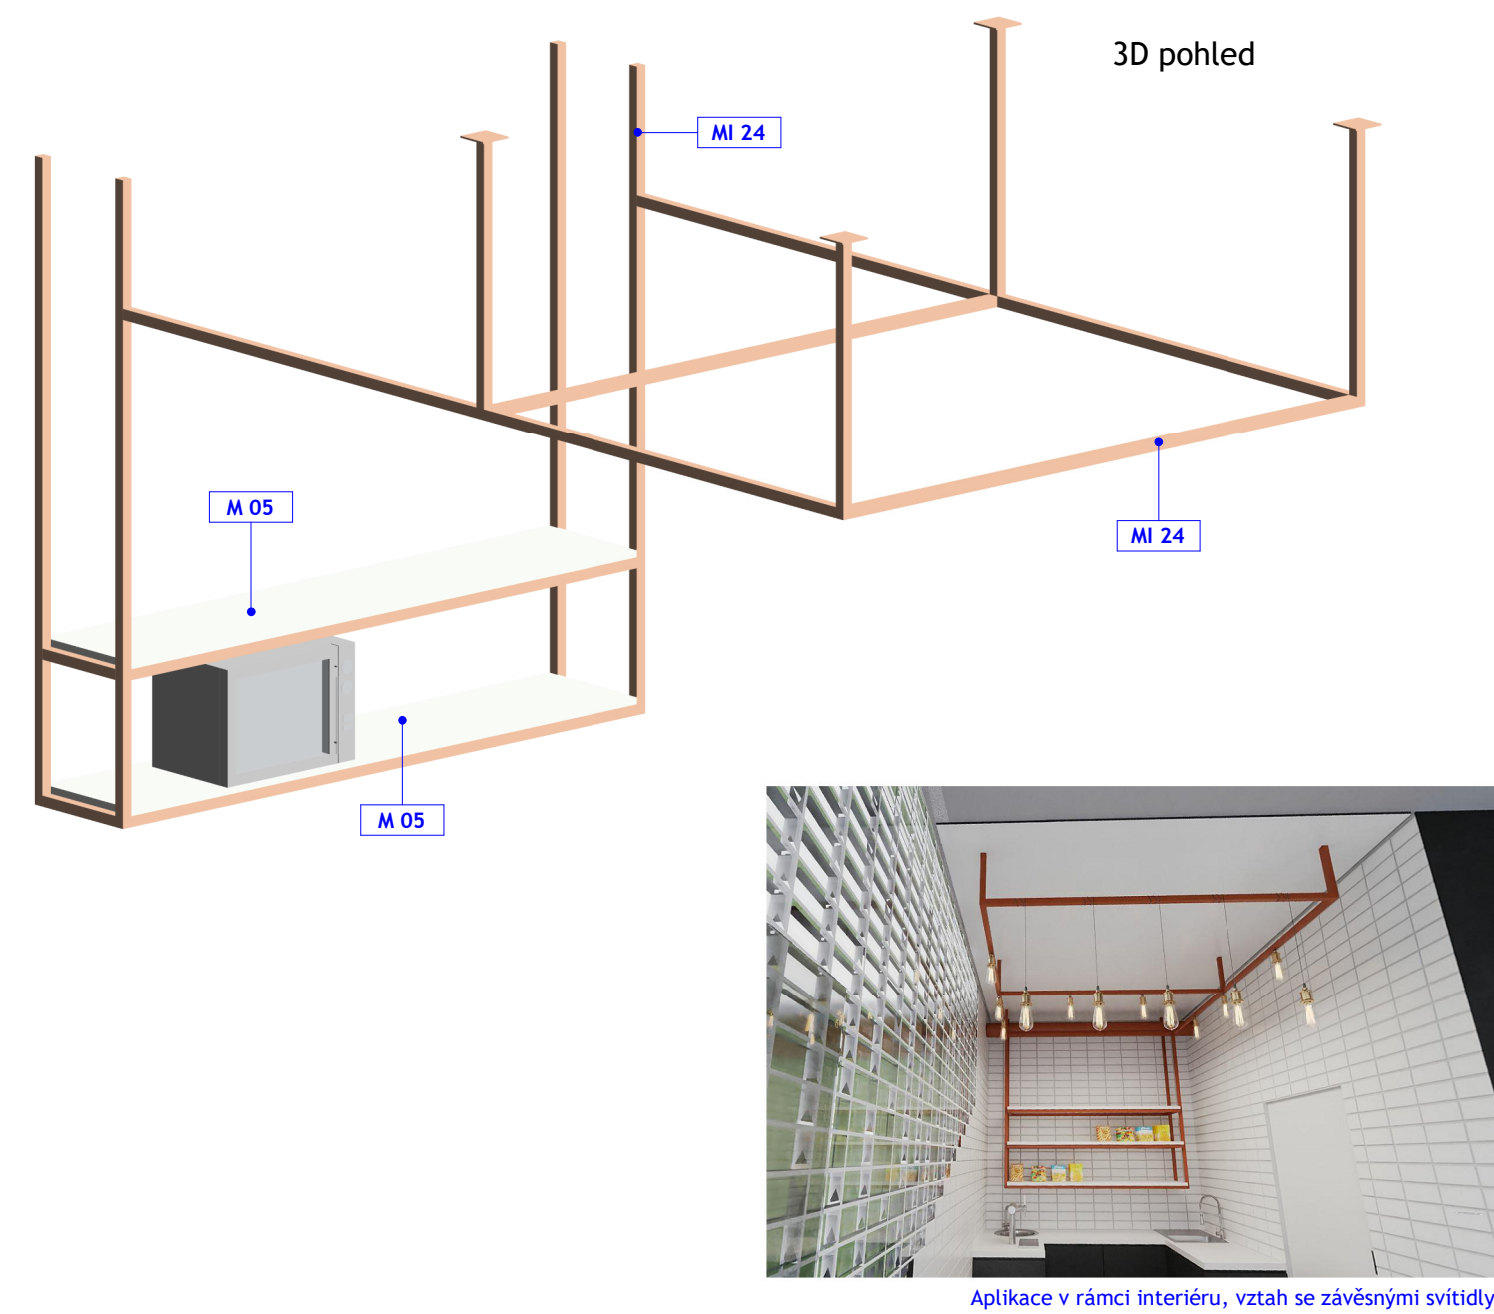 3D pohled
MI 24
M 05
MI 24
M 05
Aplikace v rámci interiéru, vztah se závěsnými svítidly